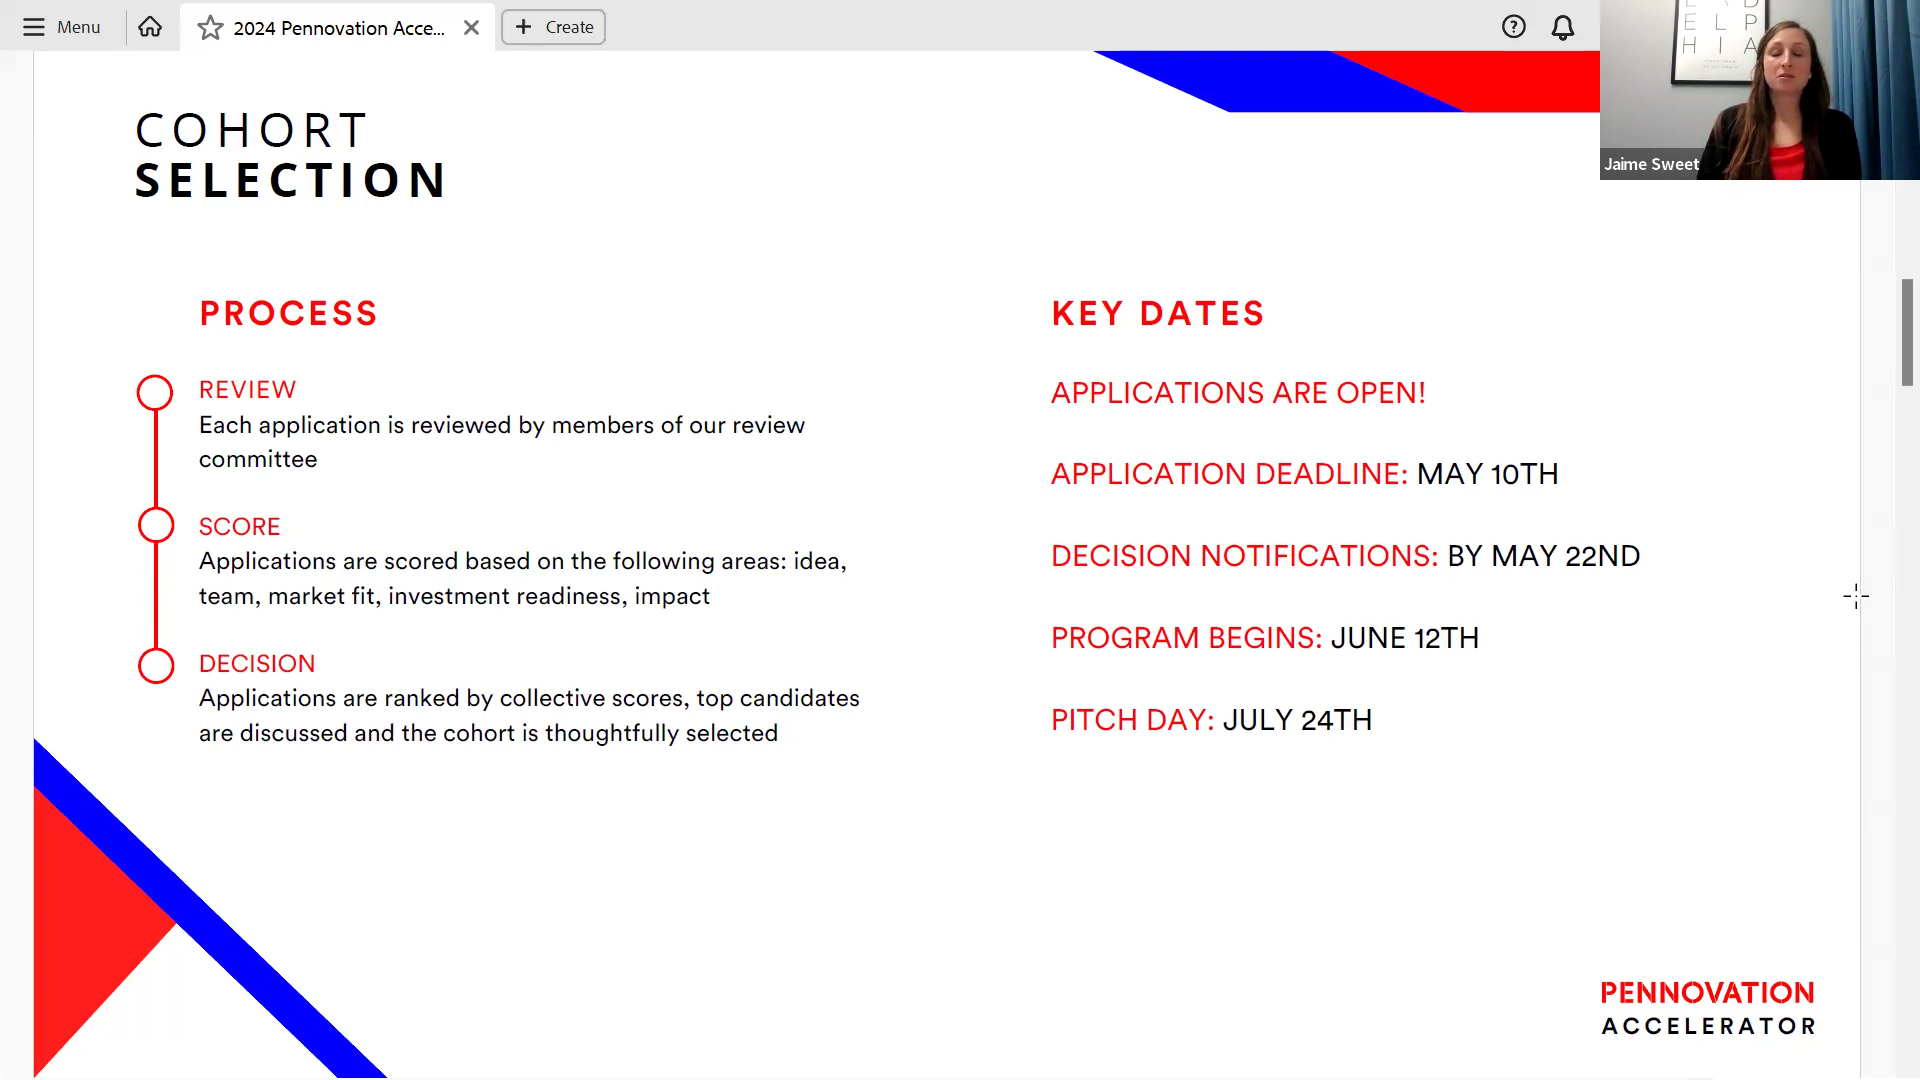 Menu
2024 Pennovation Acce...
Create
E L P
H I A
Jaime Sweet
COHORT
SELECTION
PROCESS
REVIEW
Each application is reviewed by members of our review
committee
SCORE
Applications are scored based on the following areas: idea,
team, market fit, investment readiness, impact
DECISION
Applications are ranked by collective scores, top candidates
are discussed and the cohort is thoughtfully selected
KEY DATES
APPLICATIONS ARE OPEN!
APPLICATION DEADLINE: MAY 10TH
DECISION NOTIFICATIONS: BY MAY 22ND
PROGRAM BEGINS: JUNE 12TH
PITCH DAY: JULY 24TH
PENNOVATION
ACCELERATOR